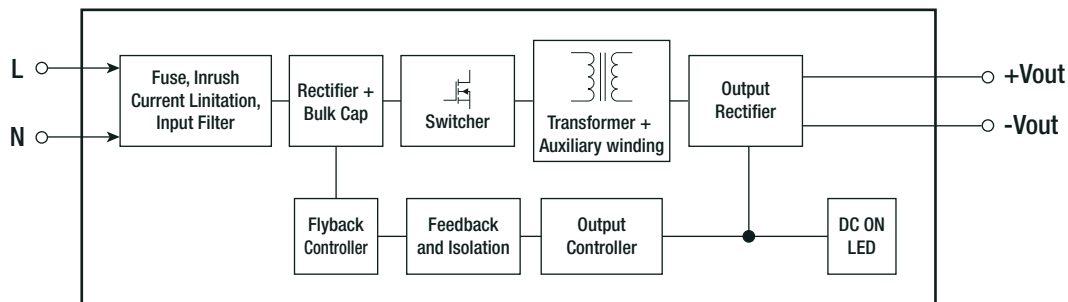 L
N
Fuse, Inrush
Current Linitation,
Input Filter
Rectifier +
Bulk Cap
Switcher
Transformer +
Auxiliary winding
Output
Rectifier
+Vout
-Vout
Flyback
Controller
Feedback
and Isolation
Output
Controller
DC ON
LED